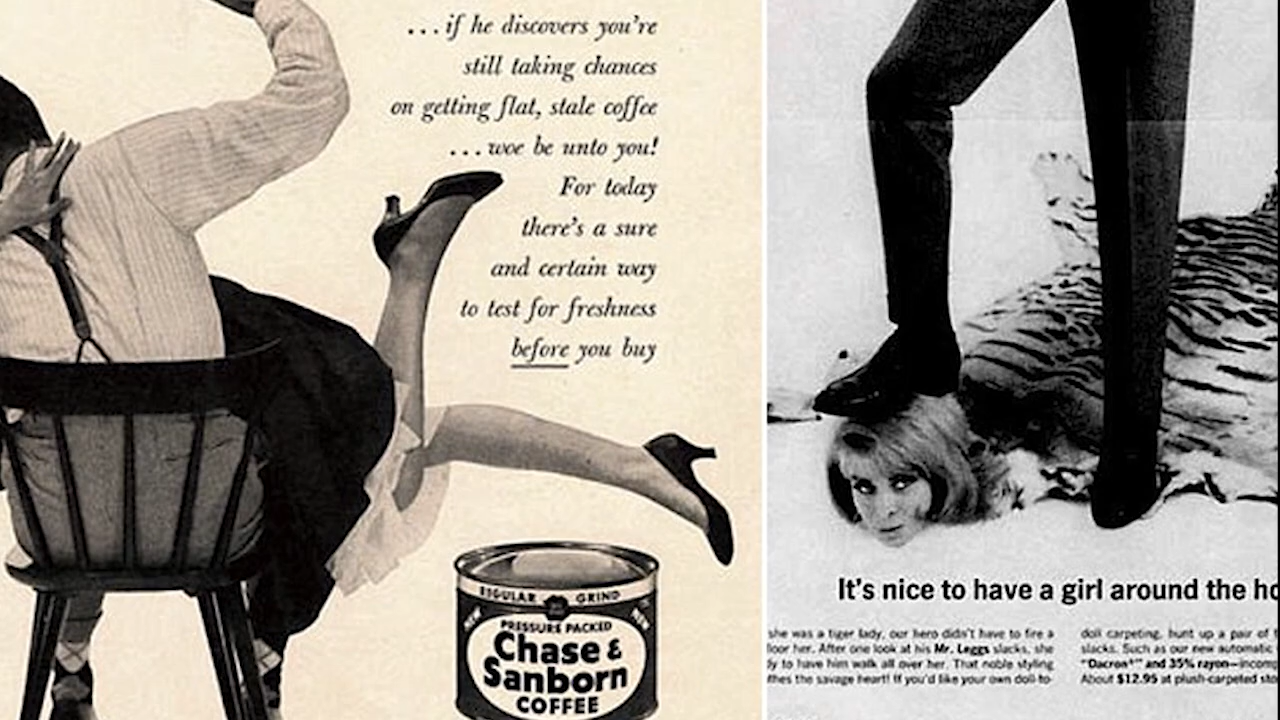 ...if he discovers you're
still taking chances
on getting flat, stale coffee
...woe be unto you!
For today
there's a sure
and certain way
to test for freshness
before you buy
REGULAR GRIND
NEW NEW
PRESSURE PACKED
Chase &
Sanborn
COFFEE
It's nice to have a girl around the ho
she was a tiger lady, our hero didn't have to fire a
loor her. After one look at his Mr. Leggs slacks, she
dy to have him walk all over her. That noble styling
thes the savage heart! If you'd like your own doll-to-
doll carpeting, hunt up a pair of
slacks. Such as our new automatic
"Dacron®" and 35% rayon—incom
About $12.95 at plush-carpeted sto